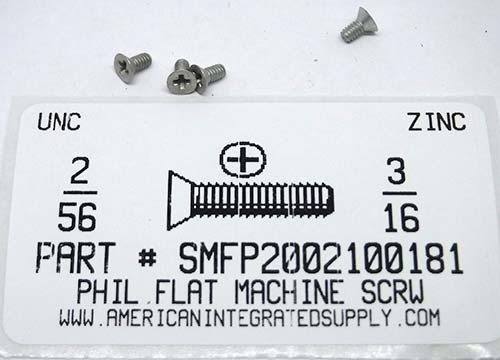 UNC ZINC
2 3
56 16
PART # SMFP2002100181
PHIL FLAT MACHINE SCRW
WWW.AMERICANINTEGRATEDSUPPLY.COM